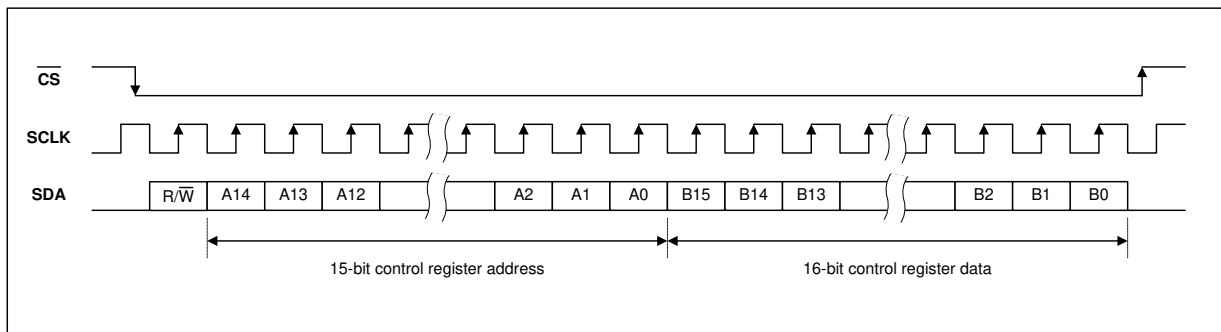 CS
SCLK
SDA R/W A14 A13 A12 A2 A1 A0 B15 B14 B13 B2 B1 B0
15-bit control register address 16-bit control register data